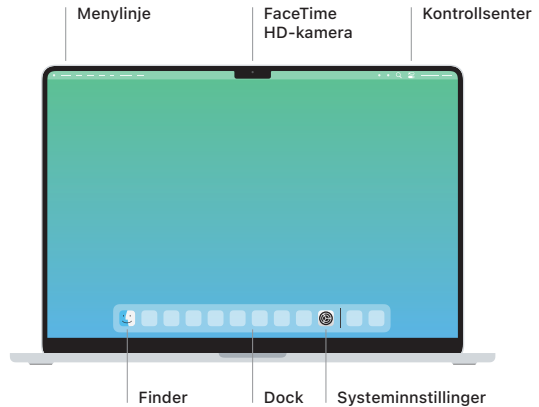 Menylinje
FaceTime
HD-kamera
Kontrollsenter
Finder
Dock
Systeminnstillinger